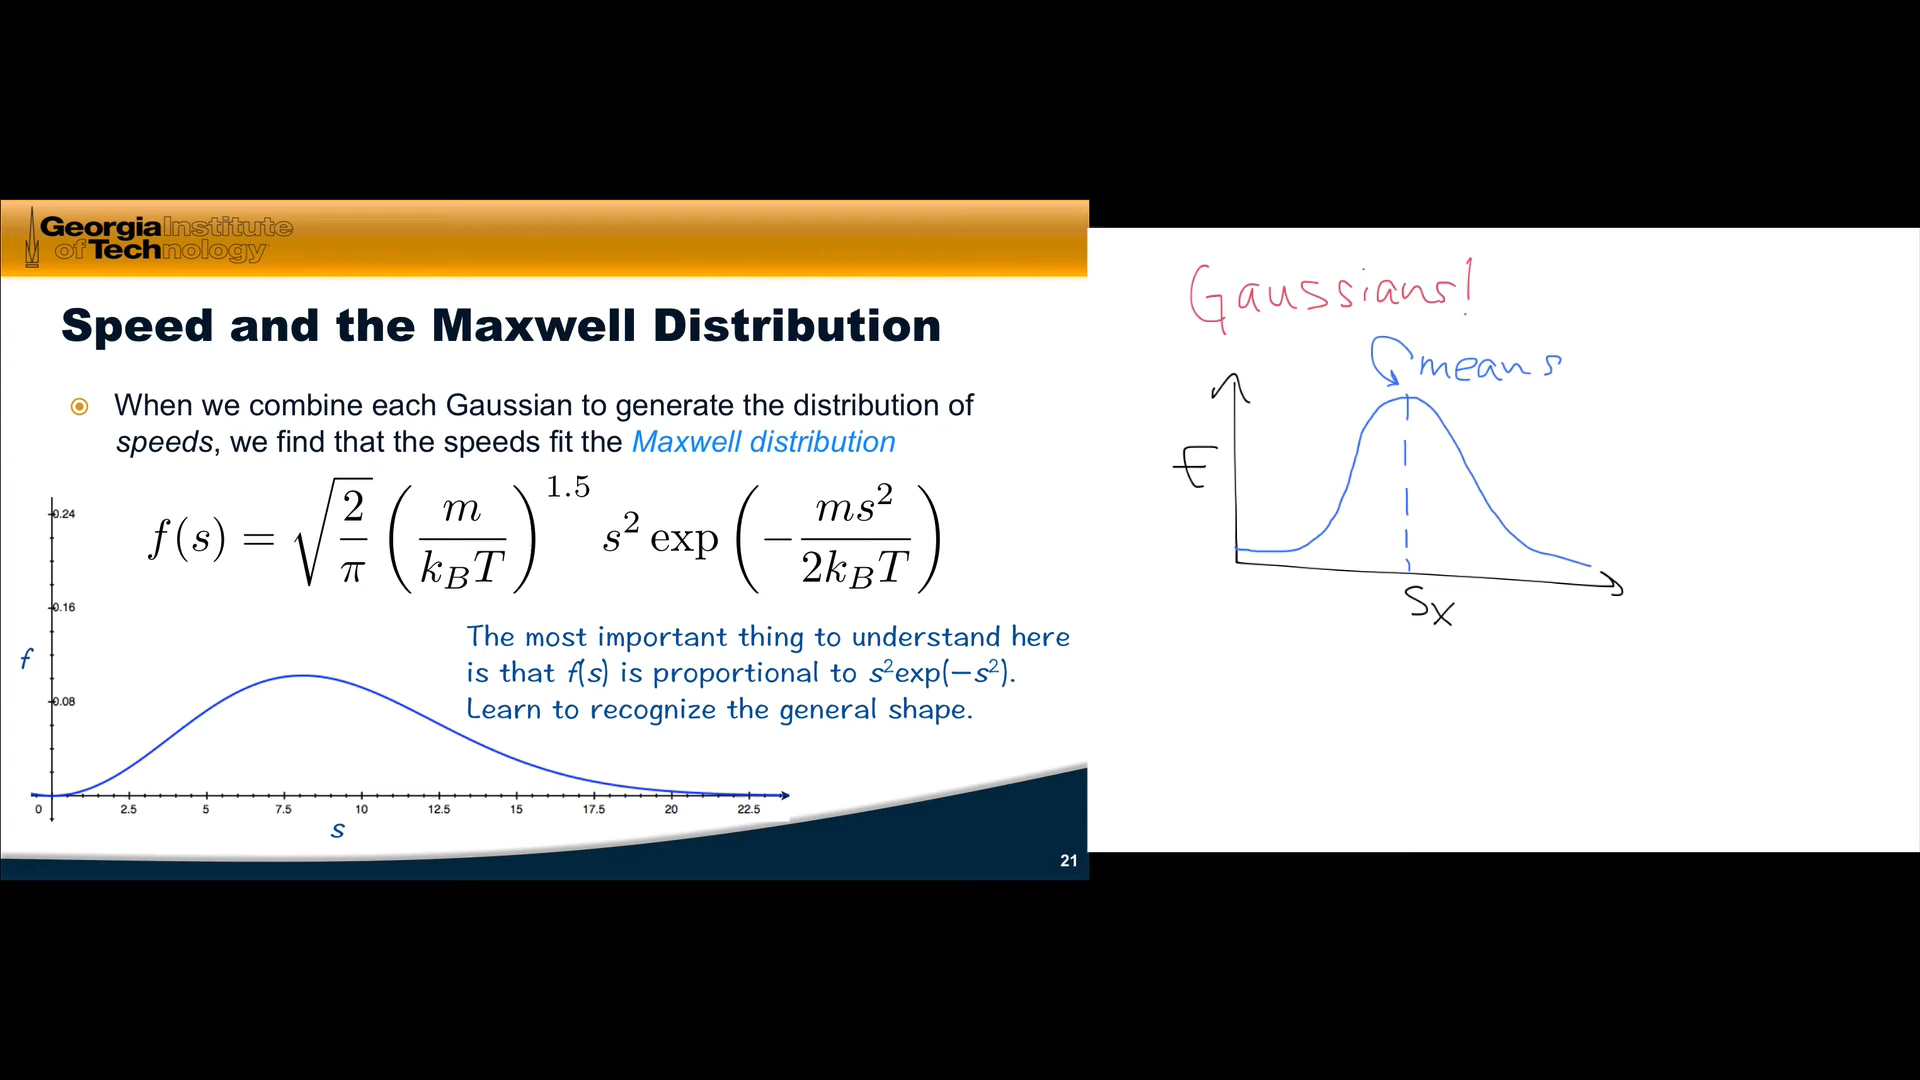 Georgia Institute
of Technology
Speed and the Maxwell Distribution
When we combine each Gaussian to generate the distribution of
speeds, we find that the speeds fit the Maxwell distribution
f(s) = √(2/π) (m/k_BT)^1.5 s² exp(−ms²/2k_BT)
The most important thing to understand here
is that f(s) is proportional to s²exp(−s²).
Learn to recognize the general shape.
0.24
0.16
0.08
f
0 2.5 5 7.5 10 12.5 15 17.5 20 22.5
s
21
Gaussians!
means
Sx